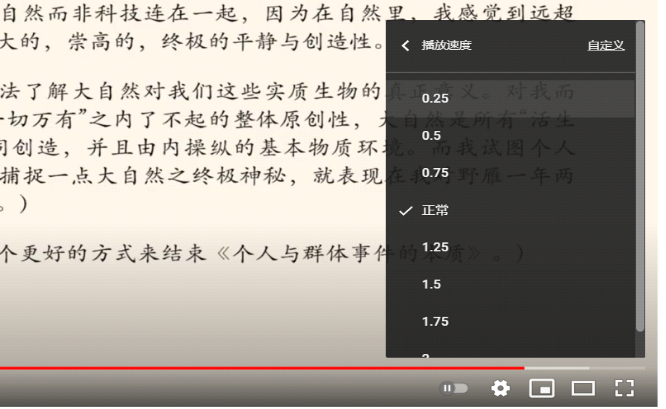 自然而非科技连在一起，因为在自然里，我感觉到远超
大的，崇高的，终极的平静与创造性。
法了解大自然对我们这些实质生物的真正意义。对我而
一切万有”之内了不起的整体原创性，大自然是所有“活生
同创造，并且由内操纵的基本物质环境。而我试图个人
捕捉一点大自然之终极神秘，就表现在我对野雁一年两
。）
个更好的方式来结束《个人与群体事件的本质》。）
播放速度 自定义
0.25
0.5
0.75
正常
1.25
1.5
1.75